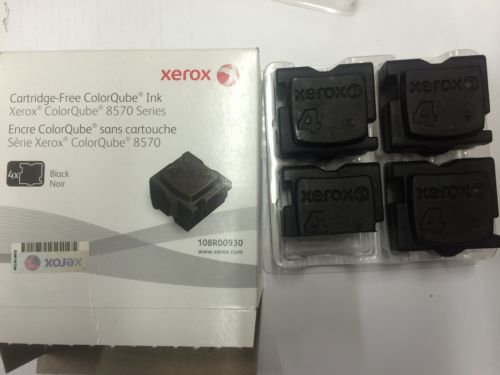 xerox
Cartridge-Free ColorQube® Ink
Xerox® ColorQube® 8570 Series
Encre ColorQube® sans cartouche
Série Xerox® ColorQube® 8570
4x
Black
Noir
108R00930
www.xerox.com
xerox
xerox
4
xerox
4
xerox
4
xerox
4